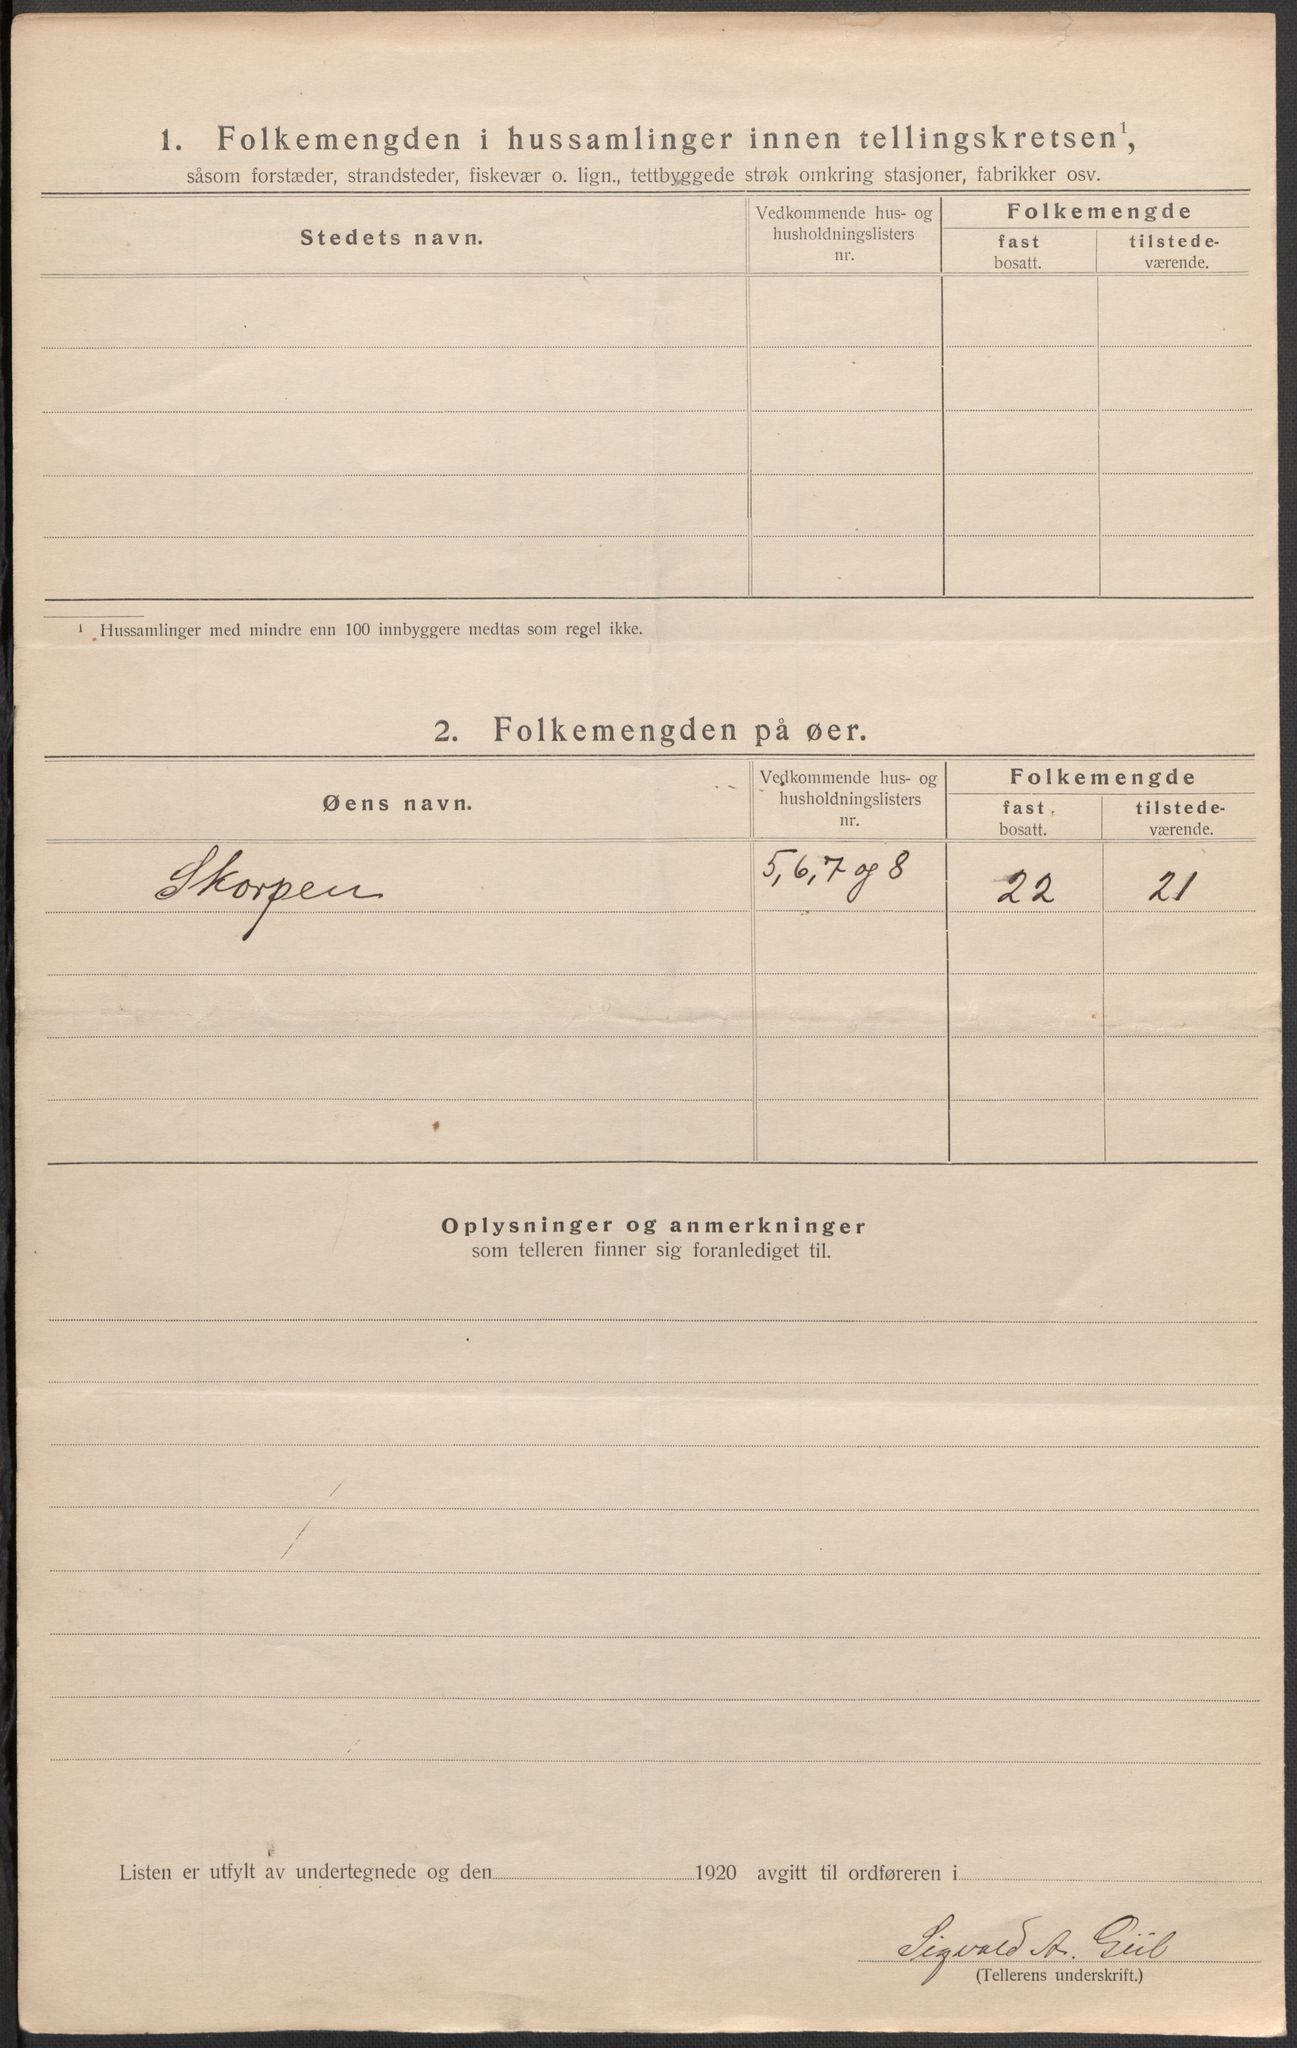 1. Folkemengden i hussamlinger innen tellingskretsen¹,
såsom forstæder, strandsteder, fiskevær o. lign., tettbyggede strøk omkring stasjoner, fabrikker osv.
Stedets navn.
Vedkommende hus- og
husholdningslisters
nr.
Folkemengde
fast
bosatt.
tilstede-
værende.
¹ Hussamlinger med mindre enn 100 innbyggere medtas som regel ikke.
2. Folkemengden på øer.
Øens navn.
Vedkommende hus- og
husholdningslisters
nr.
Folkemengde
fast
bosatt.
tilstede-
værende.
Skorpen 5, 6, 7 og 8 22 21
Oplysninger og anmerkninger
som telleren finner sig foranlediget til.
Listen er utfylt av undertegnede og den 1920 avgitt til ordføreren i
Sigvald A.
(Tellerens underskrift.)